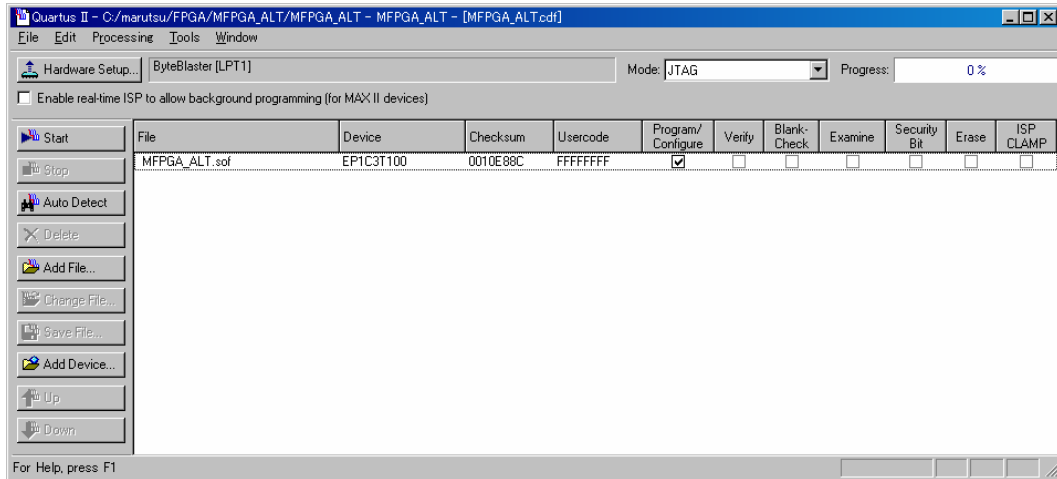 Quartus II - C:/marutsu/FPGA/MFPGA_ALT/MFPGA_ALT - MFPGA_ALT - [MFPGA_ALT.cdf]
File Edit Processing Tools Window
Hardware Setup... ByteBlaster [LPT1] Mode: JTAG Progress: 0 %
Enable real-time ISP to allow background programming (for MAX II devices)
Start
Stop
Auto Detect
Delete
Add File...
Change File...
Save File...
Add Device...
Up
Down
File Device Checksum Usercode Program/ Configure Verify Blank- Check Examine Security Bit Erase ISP CLAMP
MFPGA_ALT.sof EP1C3T100 0010E88C FFFFFFFF
For Help, press F1